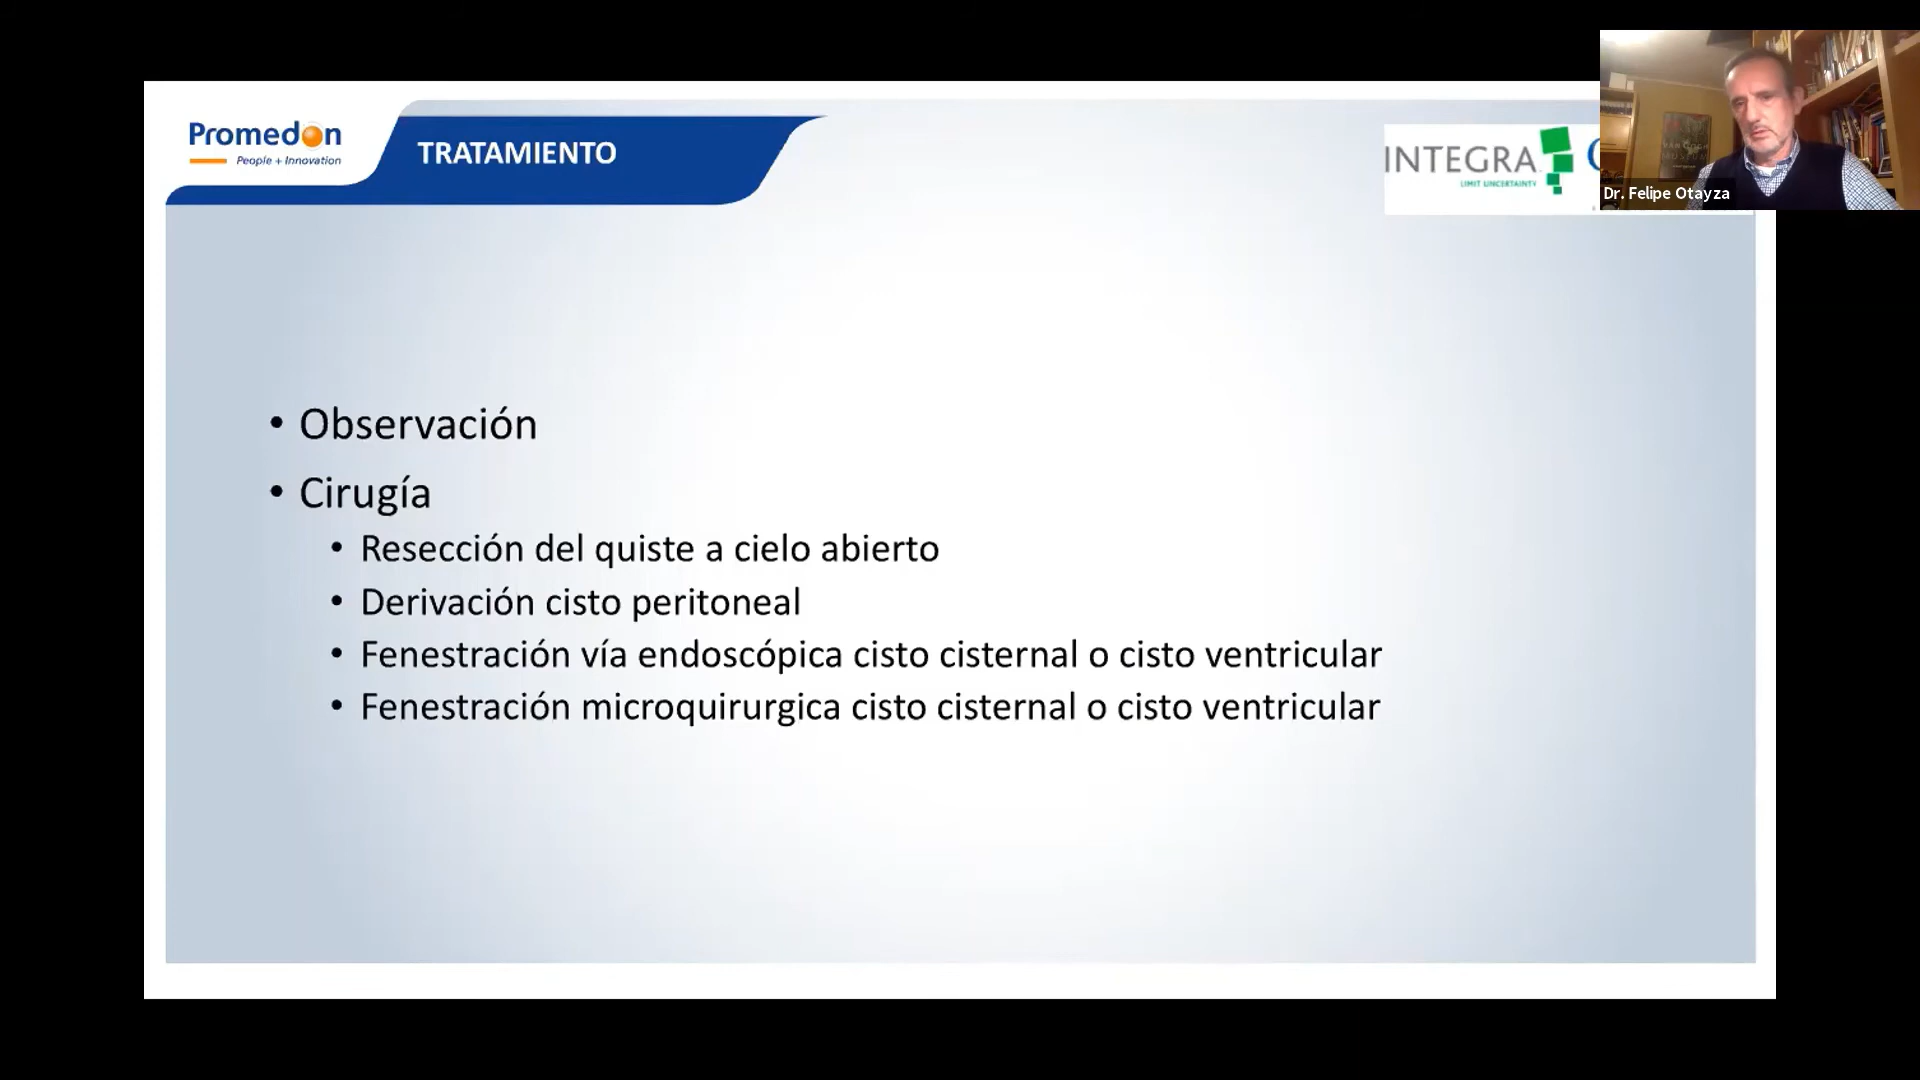 Promedon
People + Innovation
TRATAMIENTO
INTEGRA
LIMIT UNCERTAINTY
Dr. Felipe Otayza
• Observación
• Cirugía
• Resección del quiste a cielo abierto
• Derivación cisto peritoneal
• Fenestración vía endoscópica cisto cisternal o cisto ventricular
• Fenestración microquirurgica cisto cisternal o cisto ventricular